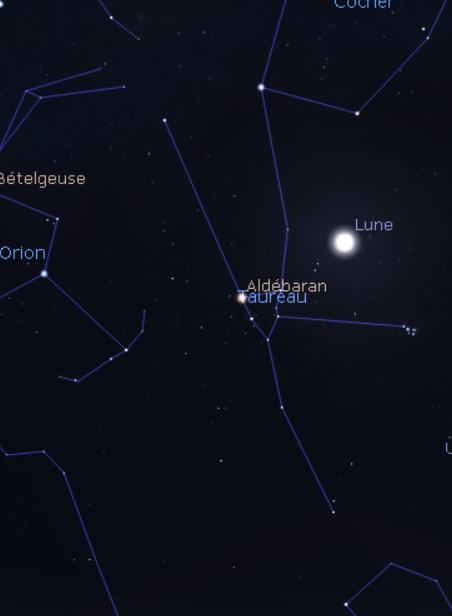 Cocher
Bételgeuse
Lune
Orion
Aldébaran
Taureau